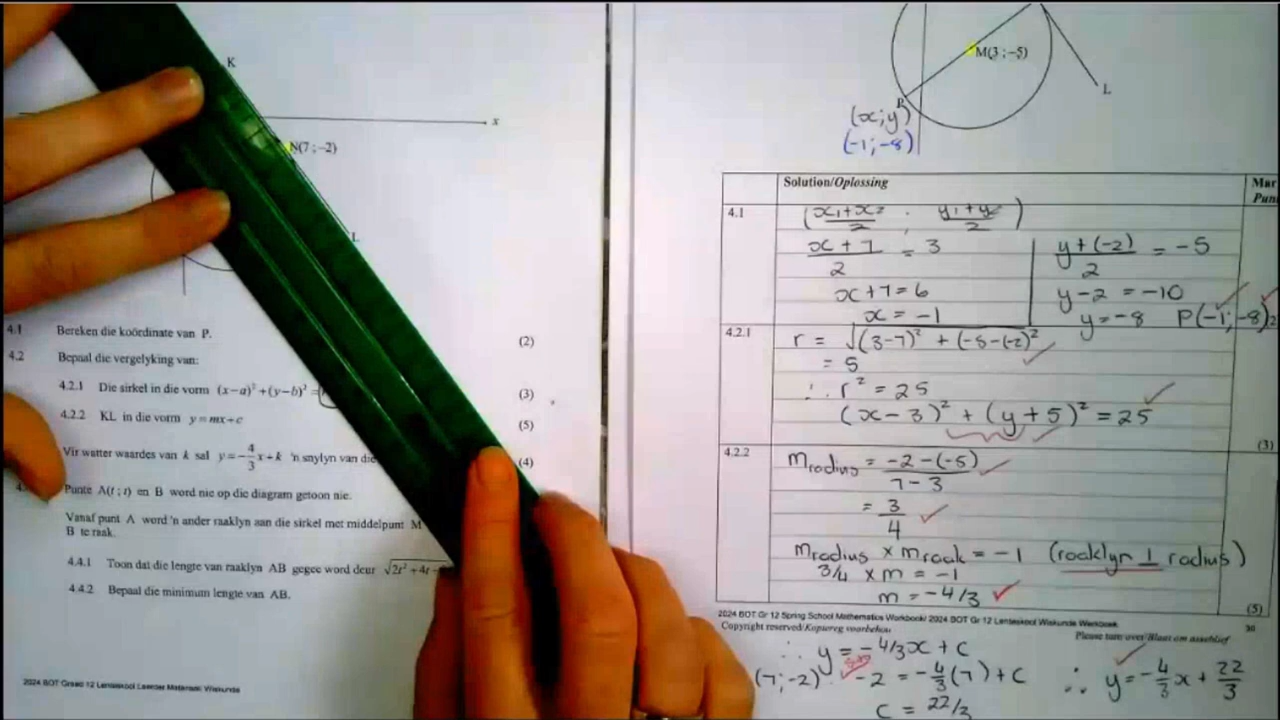 K
x
N(7 ; −2)
L
4.1 Bereken die koördinate van P. (2)
4.2 Bepaal die vergelyking van:
4.2.1 Die sirkel in die vorm (x−a)² + (y−b)² = (3)
4.2.2 KL in die vorm y = mx + c (5)
Vir watter waardes van k sal y = −4/3x + k 'n snylyn van die (4)
Punte A(t ; t) en B word nie op die diagram getoon nie.
Vanaf punt A word 'n ander raaklyn aan die sirkel met middelpunt M
B te raak.
4.4.1 Toon dat die lengte van raaklyn AB gegee word deur √2t² + 4t −
4.4.2 Bepaal die minimum lengte van AB.
2024 BOT Graad 12 Lenteskool Leerder Materiaal: Wiskunde
M(3 ; −5)
L
P
(x;y)
(-1;-8)
Solution/Oplossing
4.1 (x₁+x₂/2 ; y₁+y₂/2)
x+7/2 = 3
x+7=6
x = -1
y+(-2)/2 = -5
y-2 = -10
y=-8 P(-1;-8)
4.2.1 r = √(3-7)² + (-5-(-2)²
= 5
∴ r² = 25
(x-3)² + (y+5)² = 25
(3)
4.2.2 m radius = -2-(-5)/7-3
= 3/4
m radius × m raak = -1 (raaklyn ⊥ radius)
3/4 × m = -1
m = -4/3
(5)
2024 BOT Gr 12 Spring School Mathematics Workbook/ 2024 BOT Gr 12 Lenteskool Wiskunde Werkboek
30
Copyright reserved/Kopiereg voorbehou
Please turn over/Blaai om asseblief
∴ y = -4/3x + c
(7;-2) -2 = -4/3(7) + c
c = 22/3
∴ y = -4/3x + 22/3